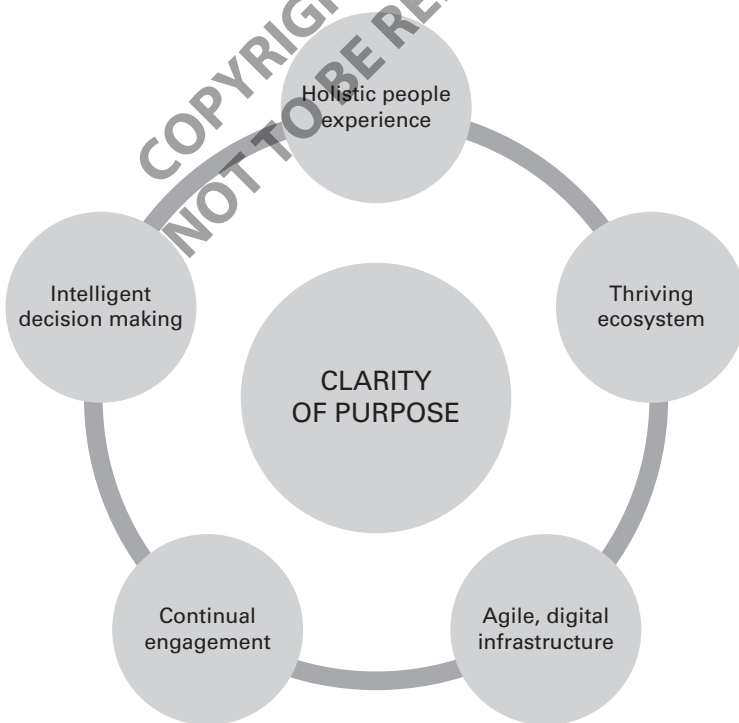 COPYRIGH
NOT TO BE RE
Holistic people
experience
Intelligent
decision making
Thriving
ecosystem
CLARITY
OF PURPOSE
Continual
engagement
Agile, digital
infrastructure